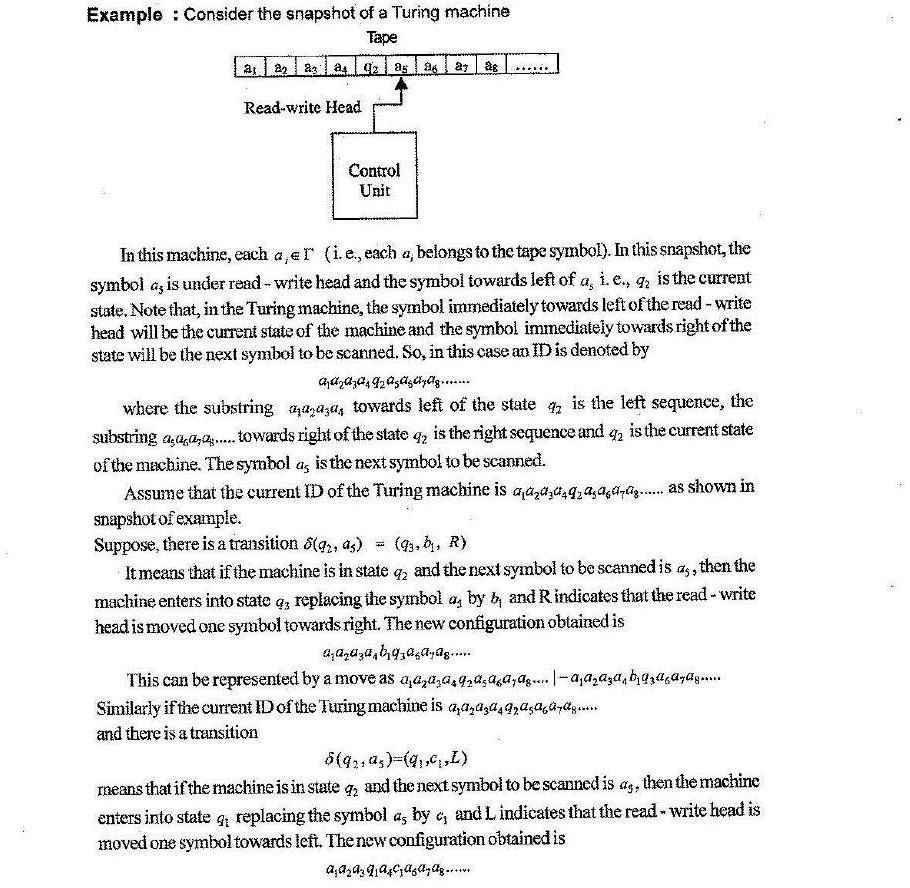 Example : Consider the snapshot of a Turing machine
Tape
a₁ a₂ a₃ a₄ q₂ a₅ a₆ a₇ a₈ ......
Read-write Head
Control
Unit
In this machine, each aᵢ∈Γ (i. e., each aᵢ belongs to the tape symbol). In this snapshot, the
symbol a₅ is under read - write head and the symbol towards left of a₅ i. e., q₂ is the current
state. Note that, in the Turing machine, the symbol immediately towards left of the read - write
head will be the current state of the machine and the symbol immediately towards right of the
state will be the next symbol to be scanned. So, in this case an ID is denoted by
a₁a₂a₃a₄q₂a₅a₆a₇a₈.......
where the substring a₁a₂a₃a₄ towards left of the state q₂ is the left sequence, the
substring a₅a₆a₇a₈..... towards right of the state q₂ is the right sequence and q₂ is the current state
of the machine. The symbol a₅ is the next symbol to be scanned.
Assume that the current ID of the Turing machine is a₁a₂a₃a₄q₂a₅a₆a₇a₈...... as shown in
snapshot of example.
Suppose, there is a transition δ(q₂, a₅) = (q₃, b₁, R)
It means that if the machine is in state q₂ and the next symbol to be scanned is a₅, then the
machine enters into state q₃ replacing the symbol a₅ by b₁ and R indicates that the read - write
head is moved one symbol towards right. The new configuration obtained is
a₁a₂a₃a₄b₁q₃a₆a₇a₈.....
This can be represented by a move as a₁a₂a₃a₄q₂a₅a₆a₇a₈.... |– a₁a₂a₃a₄b₁q₃a₆a₇a₈.....
Similarly if the current ID of the Turing machine is a₁a₂a₃a₄q₂a₅a₆a₇a₈.....
and there is a transition
δ(q₂, a₅)=(q₁,c₁,L)
means that if the machine is in state q₂ and the next symbol to be scanned is a₅, then the machine
enters into state q₁ replacing the symbol a₅ by c₁ and L indicates that the read - write head is
moved one symbol towards left. The new configuration obtained is
a₁a₂a₃q₁a₄c₁a₆a₇a₈......